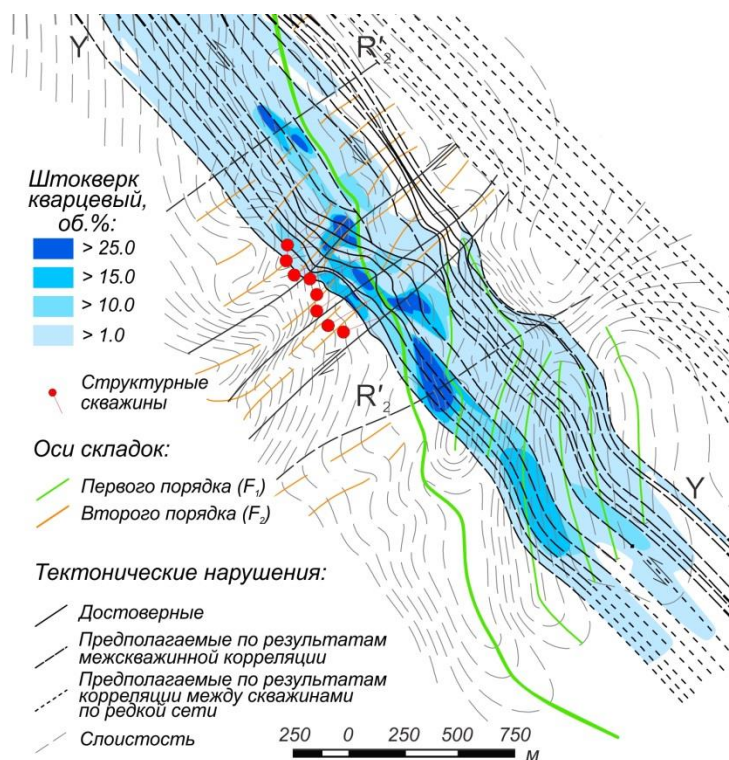 Y
R′₂
Штокверк
кварцевый,
об.%:
> 25.0
> 15.0
> 10.0
> 1.0
Структурные
скважины
R′₂
Оси складок:
Первого порядка (F₁)
Второго порядка (F₂)
Y
Тектонические нарушения:
Достоверные
Предполагаемые по результатам
межскважинной корреляции
Предполагаемые по результатам
корреляции между скважинами
по редкой сети
Слоистость
250 0 250 500 750
м